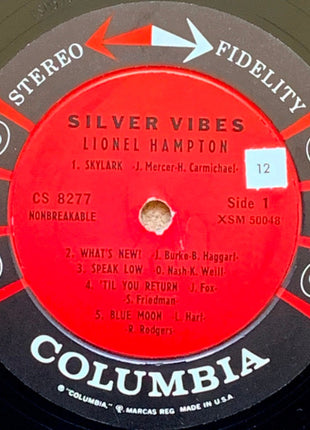 STEREO FIDELITY
SILVER VIBES
LIONEL HAMPTON
1. SKYLARK -J. Mercer-H. Carmichael-
12
CS 8277
NONBREAKABLE
Side 1
XSM 50048
2. WHAT'S NEW! J. Burke-B. Haggart-
3. SPEAK LOW O. Nash-K. Weill-
4. 'TIL YOU RETURN J. Fox-
S. Friedman-
5. BLUE MOON L. Hart-
R. Rodgers-
COLUMBIA
® "COLUMBIA," ® MARCAS REG MADE IN U.S.A